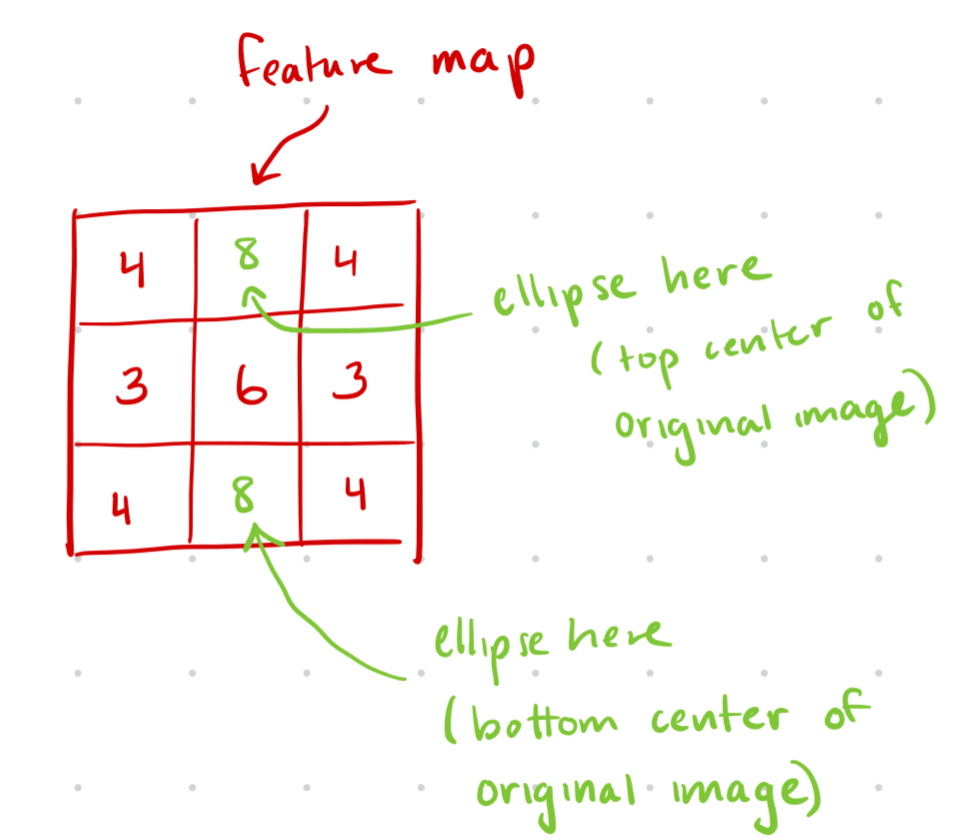 feature map
4 8 4
3 6 3
4 8 4
ellipse here
(top center of
original image)
ellipse here
(bottom center of
original image)